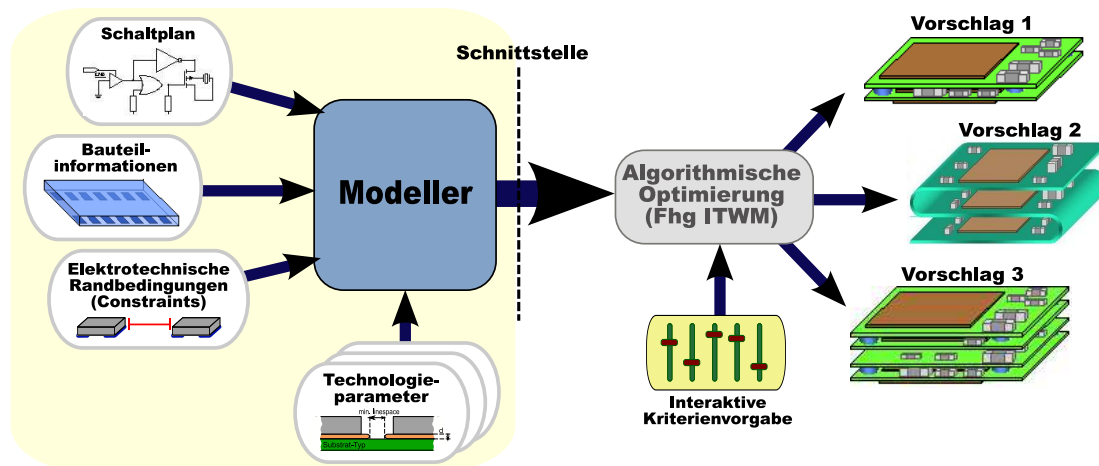 Schaltplan
Bauteil-
informationen
Elektrotechnische
Randbedingungen
(Constraints)
Technologie-
parameter
min. linespace
d
Substrat-Typ
Modeller
Schnittstelle
Algorithmische
Optimierung
(Fhg ITWM)
Interaktive
Kriterienvorgabe
Vorschlag 1
Vorschlag 2
Vorschlag 3